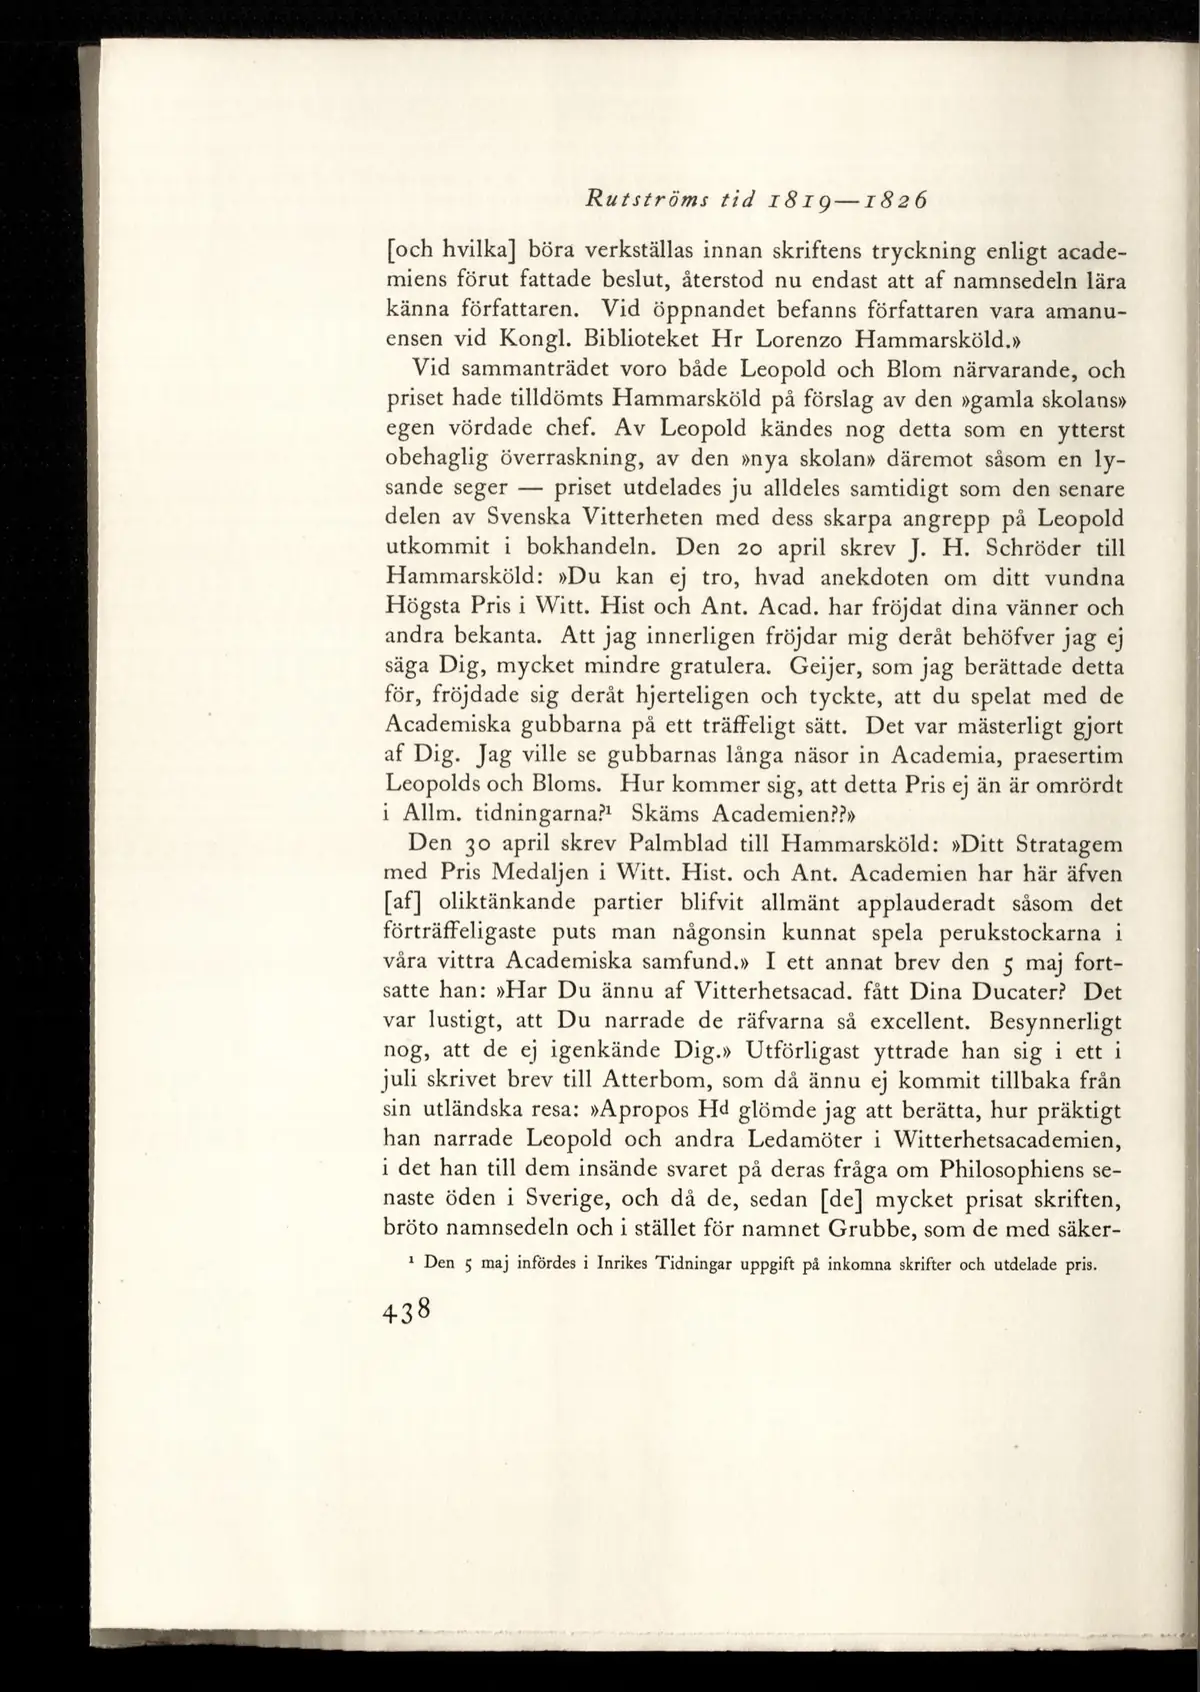 Rutströms tid 1819—1826
[och hvilka] böra verkställas innan skriftens tryckning enligt acade-
miens förut fattade beslut, återstod nu endast att af namnsedeln lära
känna författaren. Vid öppnandet befanns författaren vara amanu-
ensen vid Kongl. Biblioteket Hr Lorenzo Hammarsköld.»
Vid sammanträdet voro både Leopold och Blom närvarande, och
priset hade tilldömts Hammarsköld på förslag av den »gamla skolans»
egen vördade chef. Av Leopold kändes nog detta som en ytterst
obehaglig överraskning, av den »nya skolan» däremot såsom en ly-
sande seger — priset utdelades ju alldeles samtidigt som den senare
delen av Svenska Vitterheten med dess skarpa angrepp på Leopold
utkommit i bokhandeln. Den 20 april skrev J. H. Schröder till
Hammarsköld: »Du kan ej tro, hvad anekdoten om ditt vundna
Högsta Pris i Witt. Hist och Ant. Acad. har fröjdat dina vänner och
andra bekanta. Att jag innerligen fröjdar mig deråt behöfver jag ej
säga Dig, mycket mindre gratulera. Geijer, som jag berättade detta
för, fröjdade sig deråt hjerteligen och tyckte, att du spelat med de
Academiska gubbarna på ett träffeligt sätt. Det var mästerligt gjort
af Dig. Jag ville se gubbarnas långa näsor in Academia, praesertim
Leopolds och Bloms. Hur kommer sig, att detta Pris ej än är omrördt
i Allm. tidningarna?¹ Skäms Academien??»
Den 30 april skrev Palmblad till Hammarsköld: »Ditt Stratagem
med Pris Medaljen i Witt. Hist. och Ant. Academien har här äfven
[af] oliktänkande partier blifvit allmänt applauderadt såsom det
förträffeligaste puts man någonsin kunnat spela perukstockarna i
våra vittra Academiska samfund.» I ett annat brev den 5 maj fort-
satte han: »Har Du ännu af Vitterhetsacad. fått Dina Ducater? Det
var lustigt, att Du narrade de räfvarna så excellent. Besynnerligt
nog, att de ej igenkände Dig.» Utförligast yttrade han sig i ett i
juli skrivet brev till Atterbom, som då ännu ej kommit tillbaka från
sin utländska resa: »Apropos Hd glömde jag att berätta, hur präktigt
han narrade Leopold och andra Ledamöter i Witterhetsacademien,
i det han till dem insände svaret på deras fråga om Philosophiens se-
naste öden i Sverige, och då de, sedan [de] mycket prisat skriften,
bröto namnsedeln och i stället för namnet Grubbe, som de med säker-
¹ Den 5 maj infördes i Inrikes Tidningar uppgift på inkomna skrifter och utdelade pris.
438